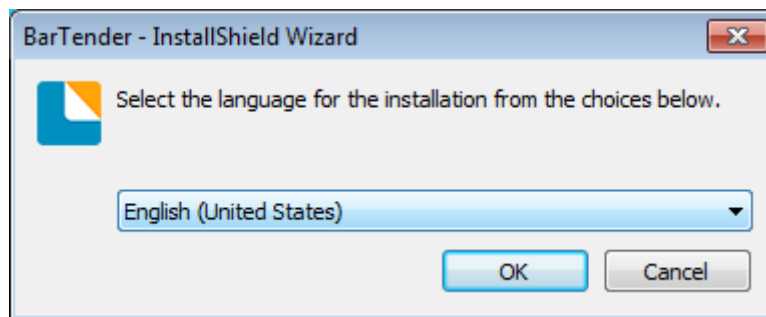 BarTender - InstallShield Wizard
Select the language for the installation from the choices below.
English (United States)
OK
Cancel